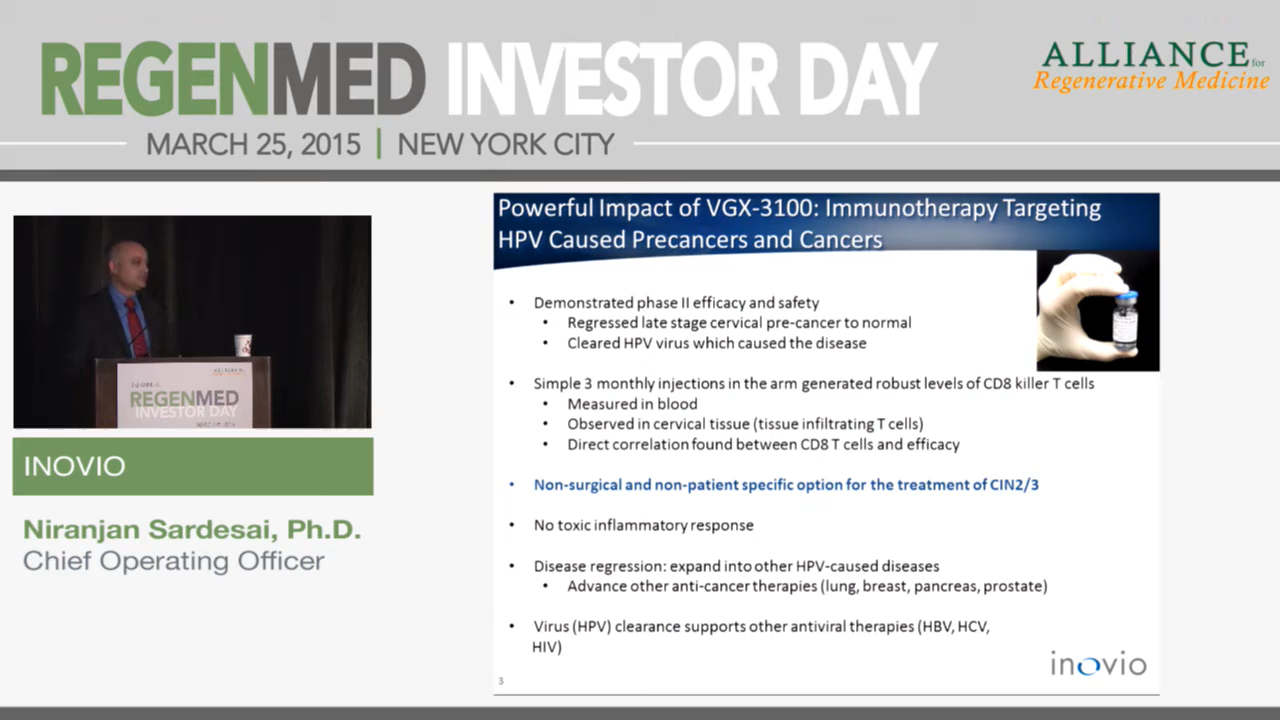 REGENMED INVESTOR DAY
MARCH 25, 2015 | NEW YORK CITY
ALLIANCE for
Regenerative Medicine
REGENMED
INVESTOR DAY
INOVIO
Niranjan Sardesai, Ph.D.
Chief Operating Officer
Powerful Impact of VGX-3100: Immunotherapy Targeting
HPV Caused Precancers and Cancers
• Demonstrated phase II efficacy and safety
• Regressed late stage cervical pre-cancer to normal
• Cleared HPV virus which caused the disease
• Simple 3 monthly injections in the arm generated robust levels of CD8 killer T cells
• Measured in blood
• Observed in cervical tissue (tissue infiltrating T cells)
• Direct correlation found between CD8 T cells and efficacy
• Non-surgical and non-patient specific option for the treatment of CIN2/3
• No toxic inflammatory response
• Disease regression: expand into other HPV-caused diseases
• Advance other anti-cancer therapies (lung, breast, pancreas, prostate)
• Virus (HPV) clearance supports other antiviral therapies (HBV, HCV,
HIV)
inovio
3